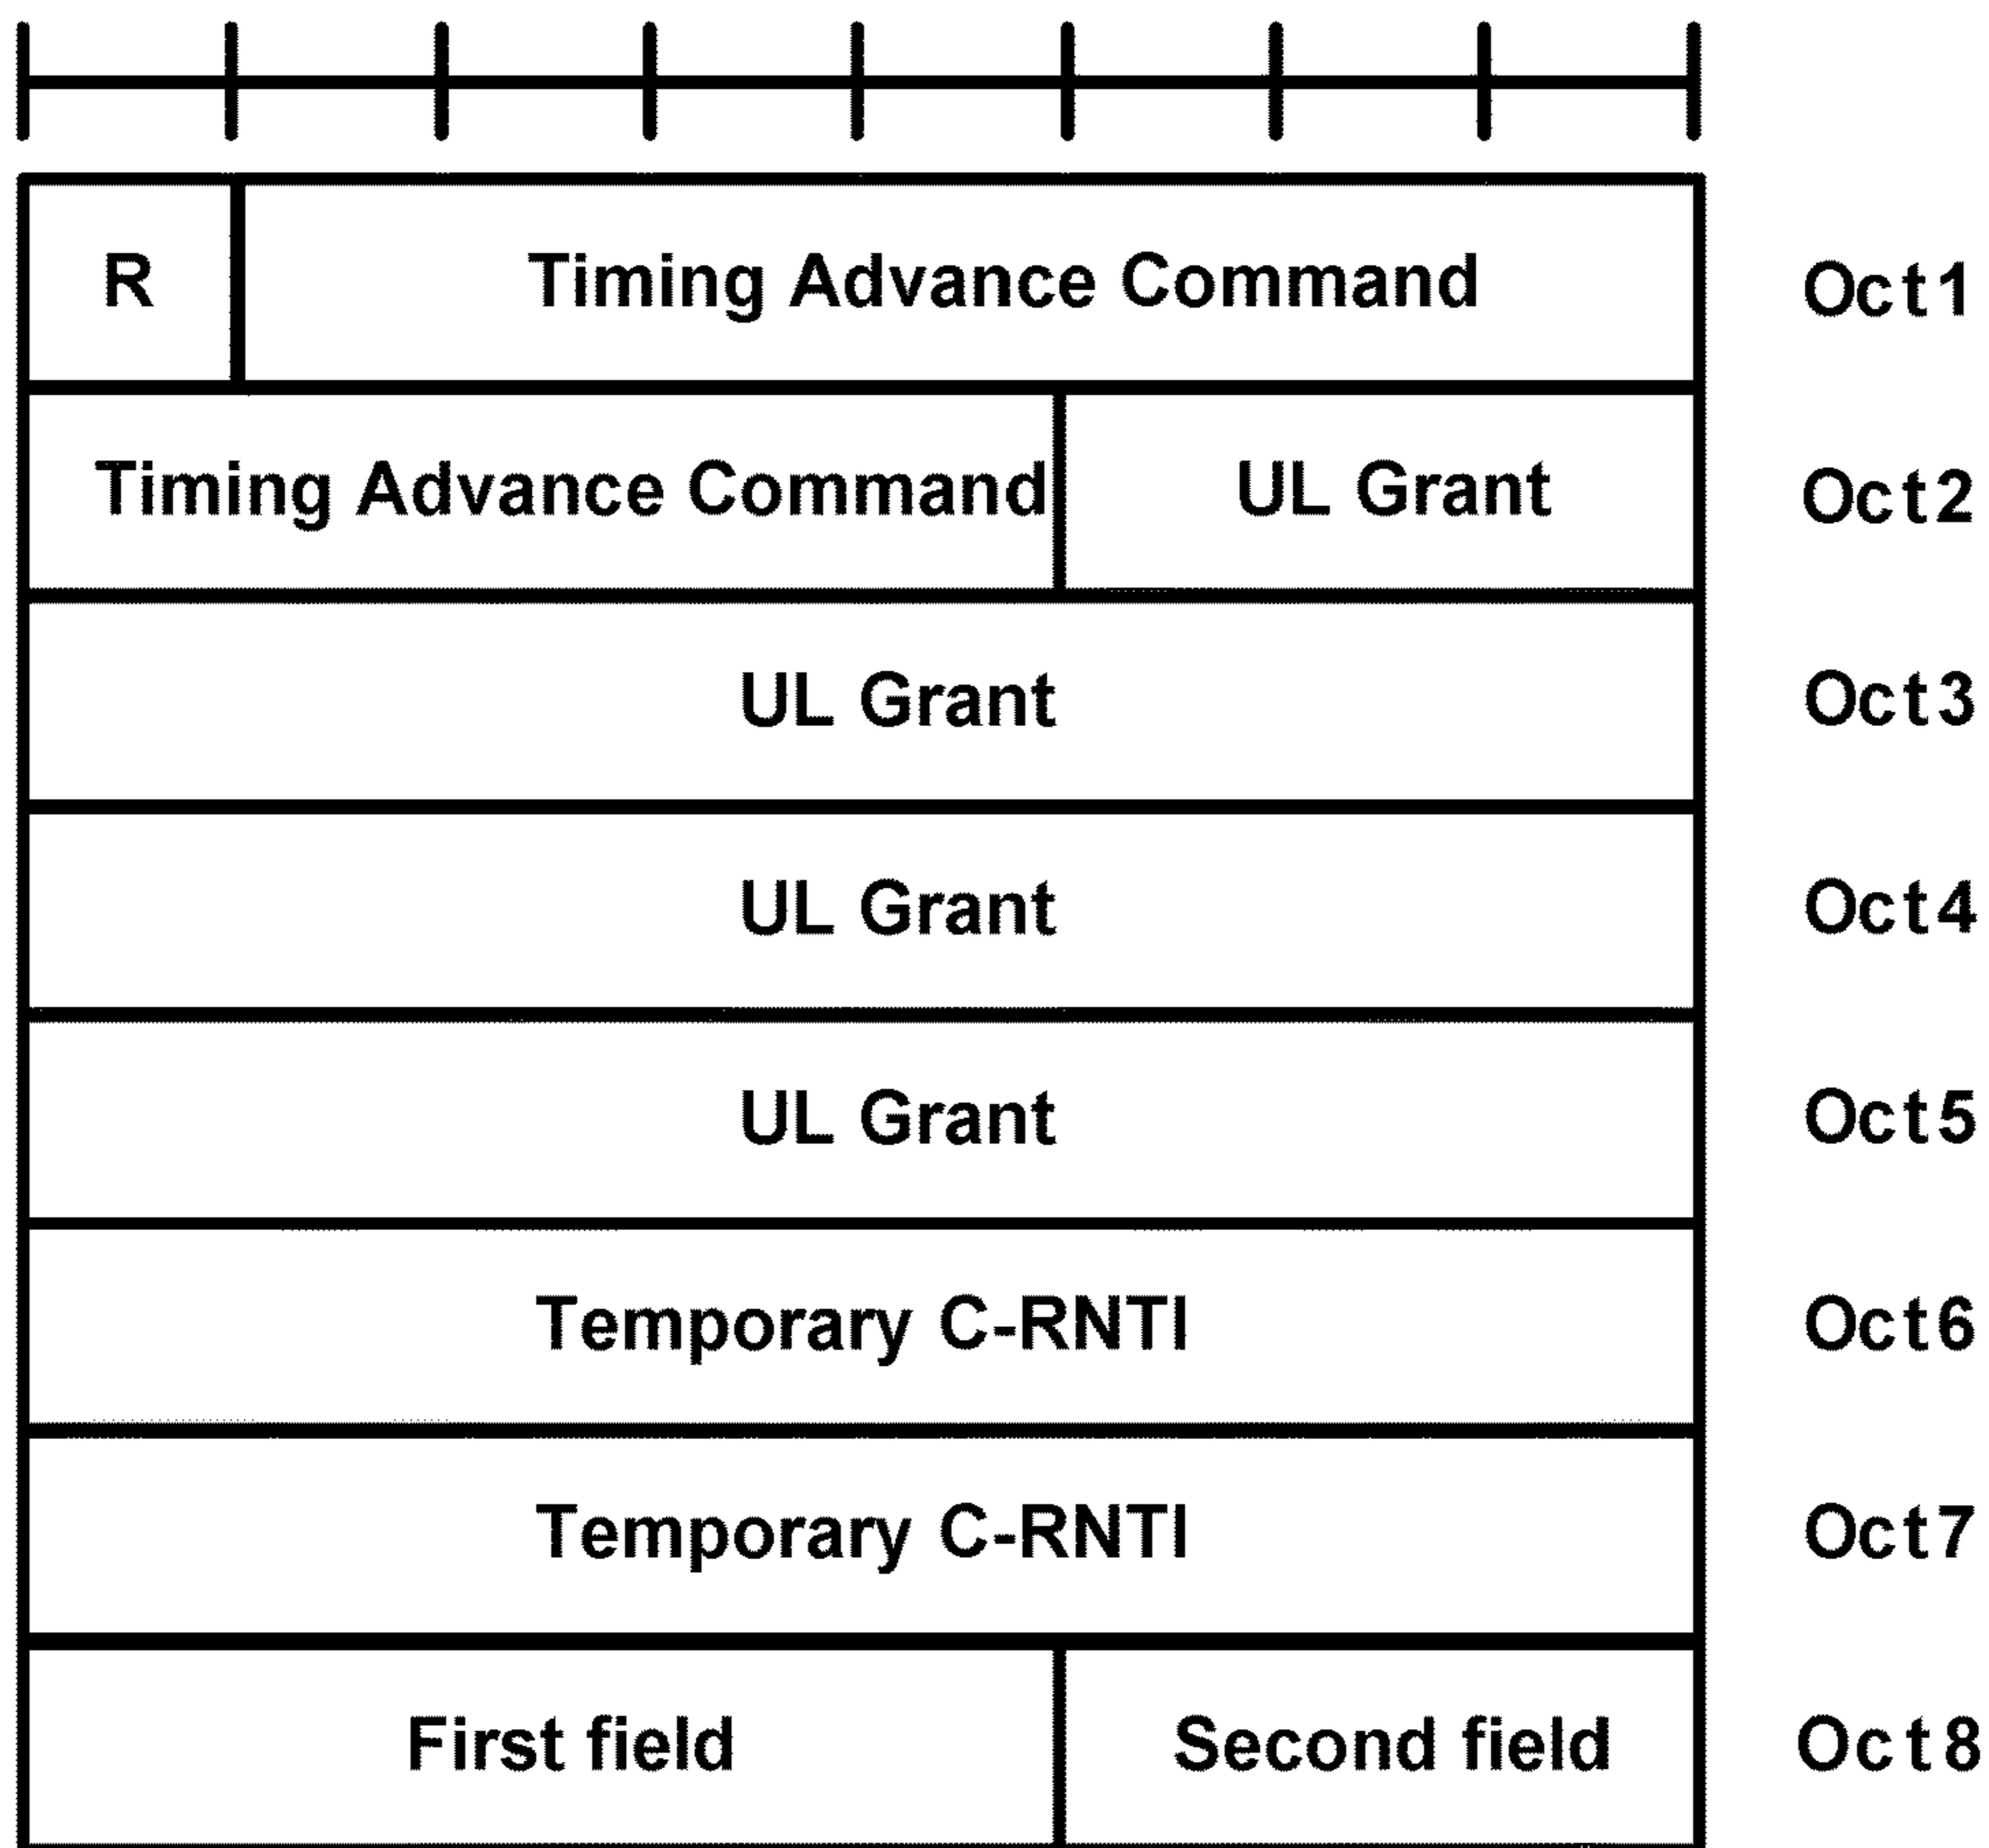 R Timing Advance Command Oct1
Timing Advance Command UL Grant Oct2
UL Grant Oct3
UL Grant Oct4
UL Grant Oct5
Temporary C-RNTI Oct6
Temporary C-RNTI Oct7
First field Second field Oct8